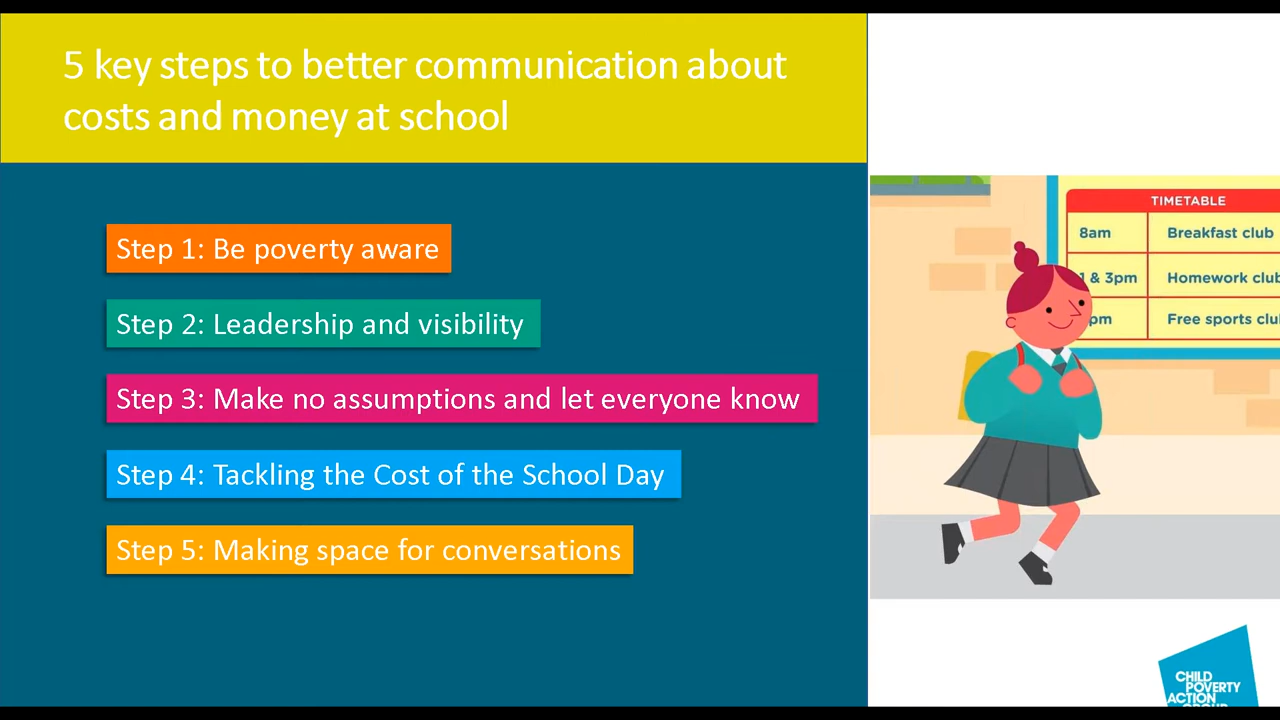 5 key steps to better communication about
costs and money at school
Step 1: Be poverty aware
Step 2: Leadership and visibility
Step 3: Make no assumptions and let everyone know
Step 4: Tackling the Cost of the School Day
Step 5: Making space for conversations
TIMETABLE
8am Breakfast club
& 3pm Homework club
pm Free sports
CHILD
POVERTY
ACTION